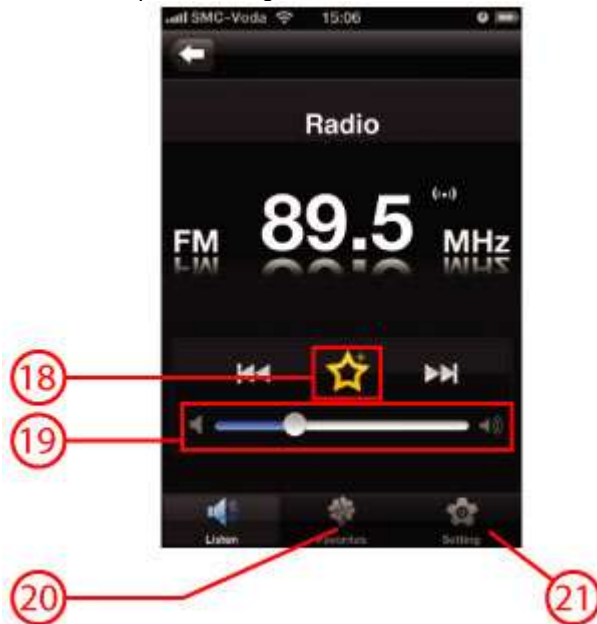 SMC-Voda 15:06
Radio
FM 89.5 MHz
18
19
Listen Favorites Setting
20
21